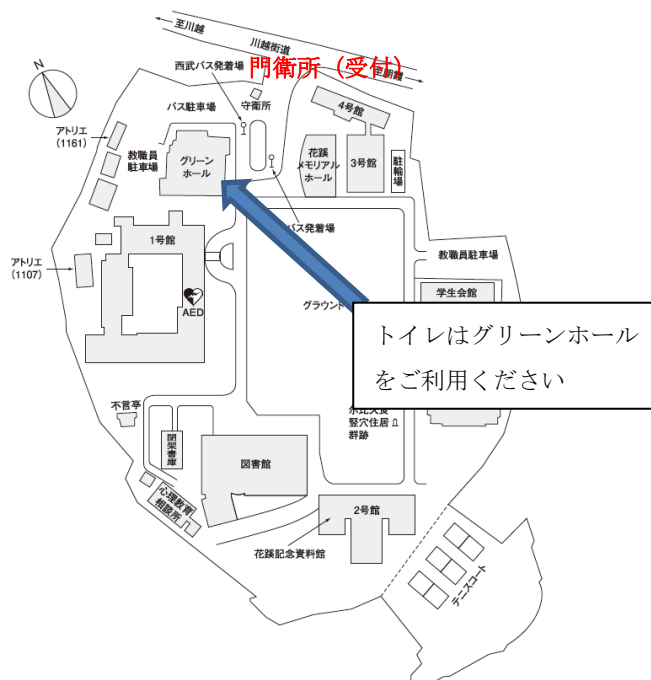 川越街道
至川越
門衛所（受付）
至朝霞
西武バス発着場
N
バス駐車場
守衛所
4号館
アトリエ
(1161)
教職員
駐車場
グリーン
ホール
花蹊
メモリアル
ホール
3号館
駐輪場
バス発着場
1号館
教職員駐車場
アトリエ
(1107)
学生会館
AED
グラウンド
トイレはグリーンホール
をご利用ください
不言亭
竪穴住居
群跡
閉架書庫
図書館
心理教育
相談所
2号館
花蹊記念資料館
テニスコート